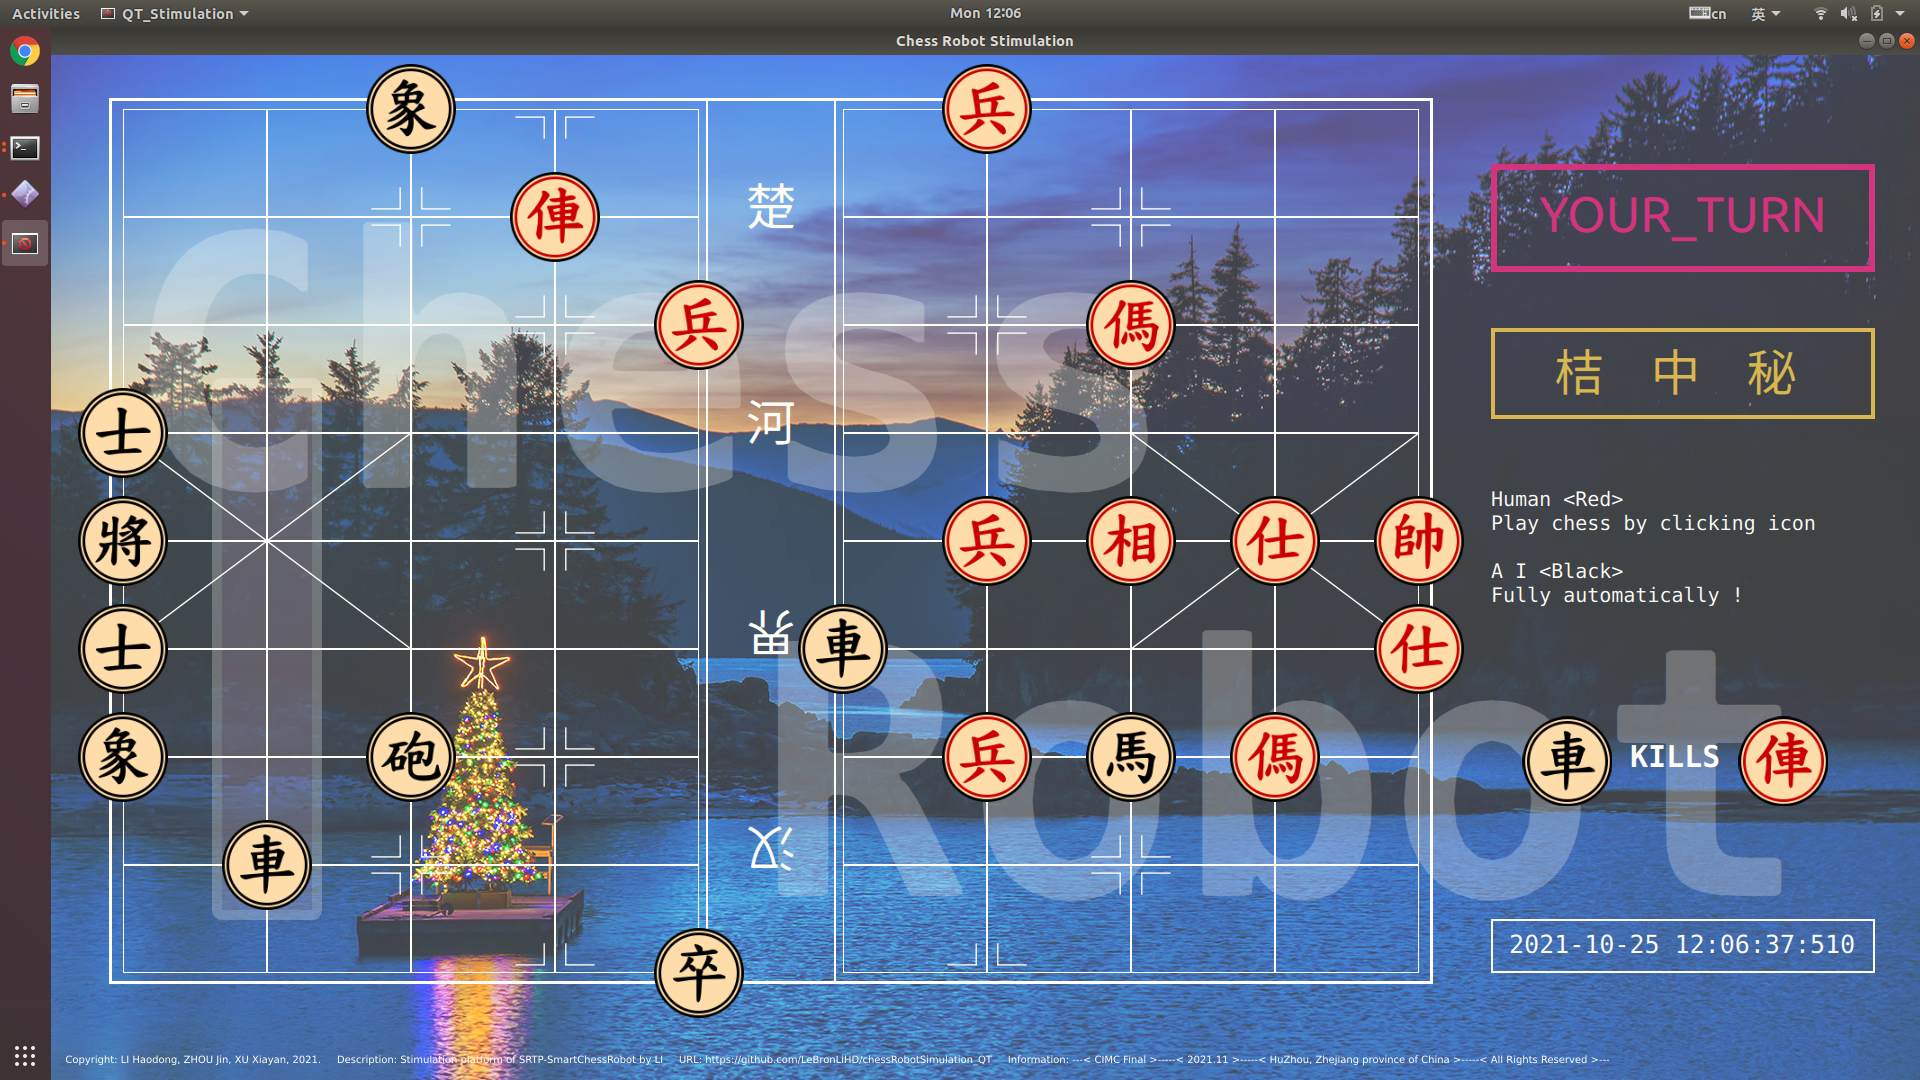 Activities QT_Stimulation Mon 12:06 cn 英
Chess Robot Stimulation
象 兵
俥 楚
兵 傌
士 河
將 兵 相 仕 帥
士 界 車 仕
象 砲 兵 馬 傌
車 汉
卒
Chess
Robot
YOUR_TURN
桔 中 秘
Human <Red>
Play chess by clicking icon
A I <Black>
Fully automatically !
車 KILLS 俥
2021-10-25 12:06:37:510
Copyright: LI Haodong, ZHOU Jin, XU Xiayan, 2021. Description: Stimulation platform of SRTP-SmartChessRobot by LI URL: https://github.com/LeBronLiHD/chessRobotSimulation_QT Information: ---< CIMC Final >-----< 2021.11 >-----< HuZhou, Zhejiang province of China >-----< All Rights Reserved >---